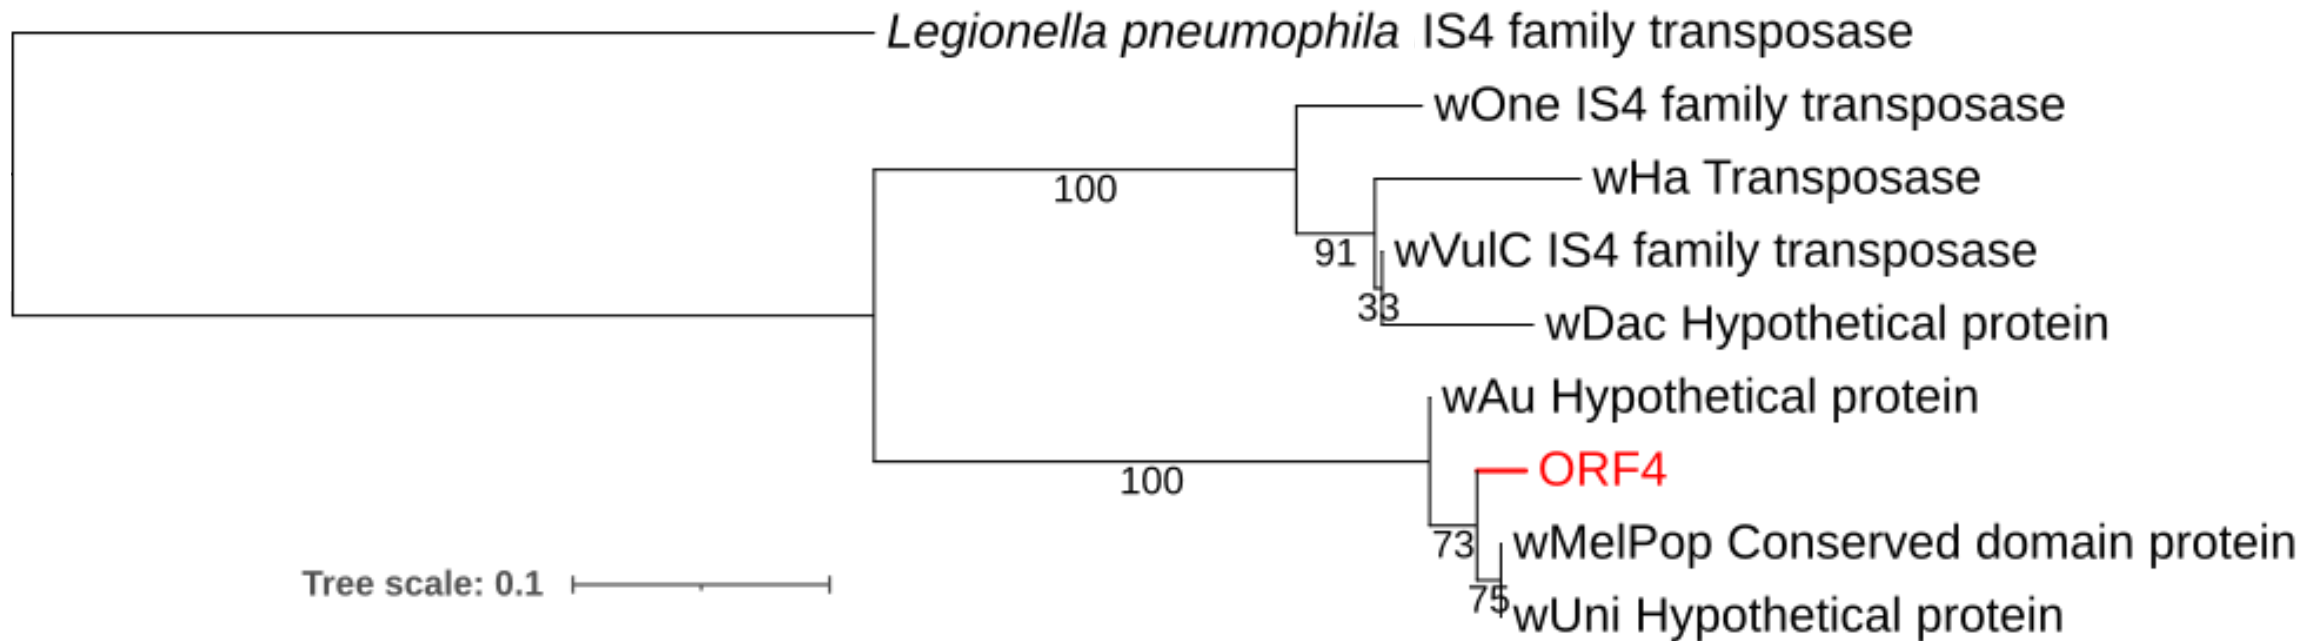 Legionella pneumophila IS4 family transposase
wOne IS4 family transposase
wHa Transposase
100
wVulC IS4 family transposase
91
33
wDac Hypothetical protein
wAu Hypothetical protein
ORF4
100
wMelPop Conserved domain protein
73
Tree scale: 0.1
75
wUni Hypothetical protein